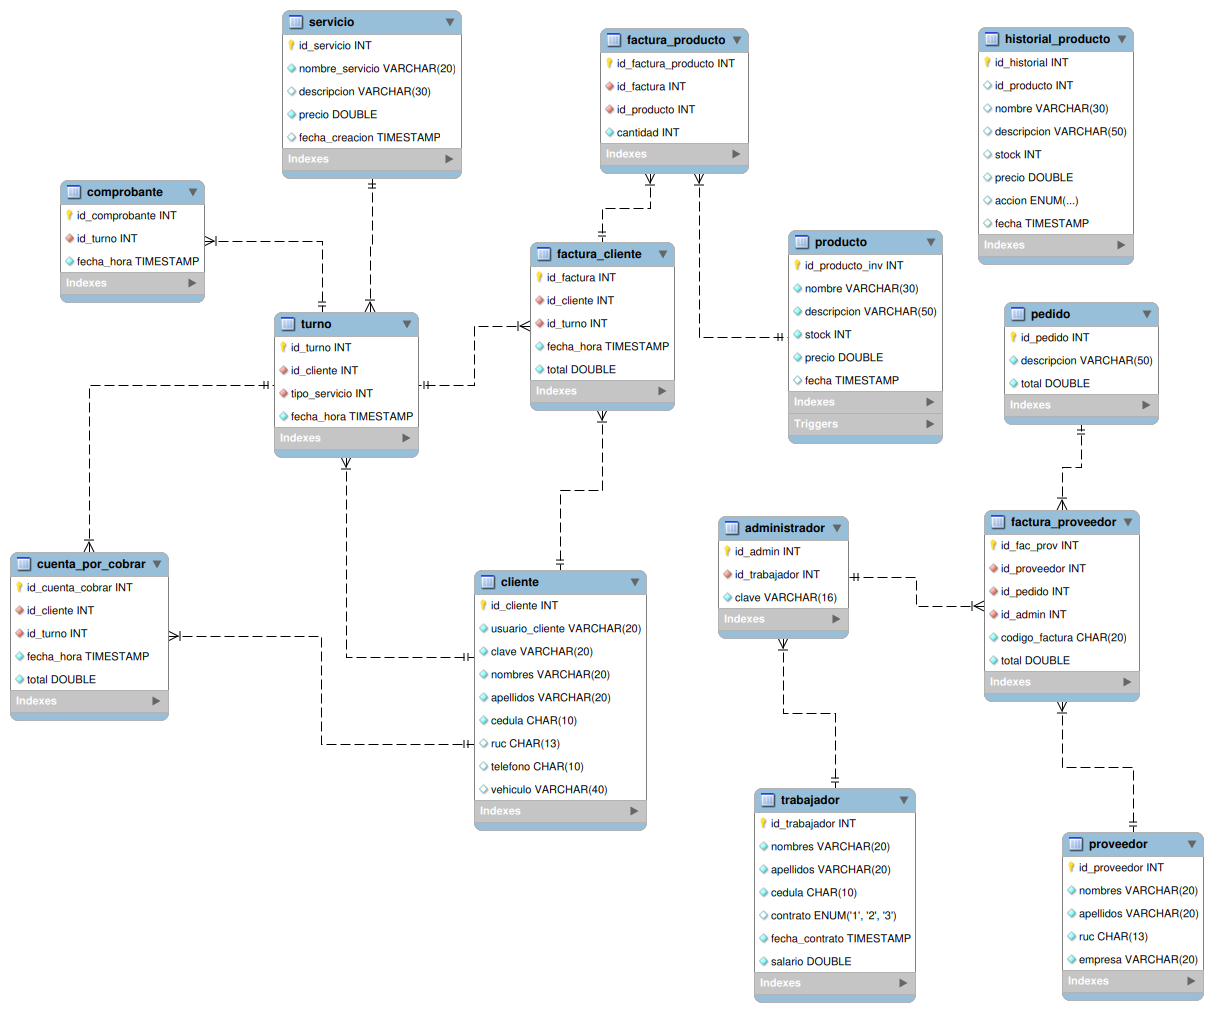 servicio
id_servicio INT
nombre_servicio VARCHAR(20)
descripcion VARCHAR(30)
precio DOUBLE
fecha_creacion TIMESTAMP
Indexes
factura_producto
id_factura_producto INT
id_factura INT
id_producto INT
cantidad INT
Indexes
historial_producto
id_historial INT
id_producto INT
nombre VARCHAR(30)
descripcion VARCHAR(50)
stock INT
precio DOUBLE
accion ENUM(...)
fecha TIMESTAMP
Indexes
comprobante
id_comprobante INT
id_turno INT
fecha_hora TIMESTAMP
Indexes
factura_cliente
id_factura INT
id_cliente INT
id_turno INT
fecha_hora TIMESTAMP
total DOUBLE
Indexes
producto
id_producto_inv INT
nombre VARCHAR(30)
descripcion VARCHAR(50)
stock INT
precio DOUBLE
fecha TIMESTAMP
Indexes
Triggers
turno
id_turno INT
id_cliente INT
tipo_servicio INT
fecha_hora TIMESTAMP
Indexes
pedido
id_pedido INT
descripcion VARCHAR(50)
total DOUBLE
Indexes
cuenta_por_cobrar
id_cuenta_cobrar INT
id_cliente INT
id_turno INT
fecha_hora TIMESTAMP
total DOUBLE
Indexes
cliente
id_cliente INT
usuario_cliente VARCHAR(20)
clave VARCHAR(20)
nombres VARCHAR(20)
apellidos VARCHAR(20)
cedula CHAR(10)
ruc CHAR(13)
telefono CHAR(10)
vehiculo VARCHAR(40)
Indexes
administrador
id_admin INT
id_trabajador INT
clave VARCHAR(16)
Indexes
factura_proveedor
id_fac_prov INT
id_proveedor INT
id_pedido INT
id_admin INT
codigo_factura CHAR(20)
total DOUBLE
Indexes
trabajador
id_trabajador INT
nombres VARCHAR(20)
apellidos VARCHAR(20)
cedula CHAR(10)
contrato ENUM('1', '2', '3')
fecha_contrato TIMESTAMP
salario DOUBLE
Indexes
proveedor
id_proveedor INT
nombres VARCHAR(20)
apellidos VARCHAR(20)
ruc CHAR(13)
empresa VARCHAR(20)
Indexes